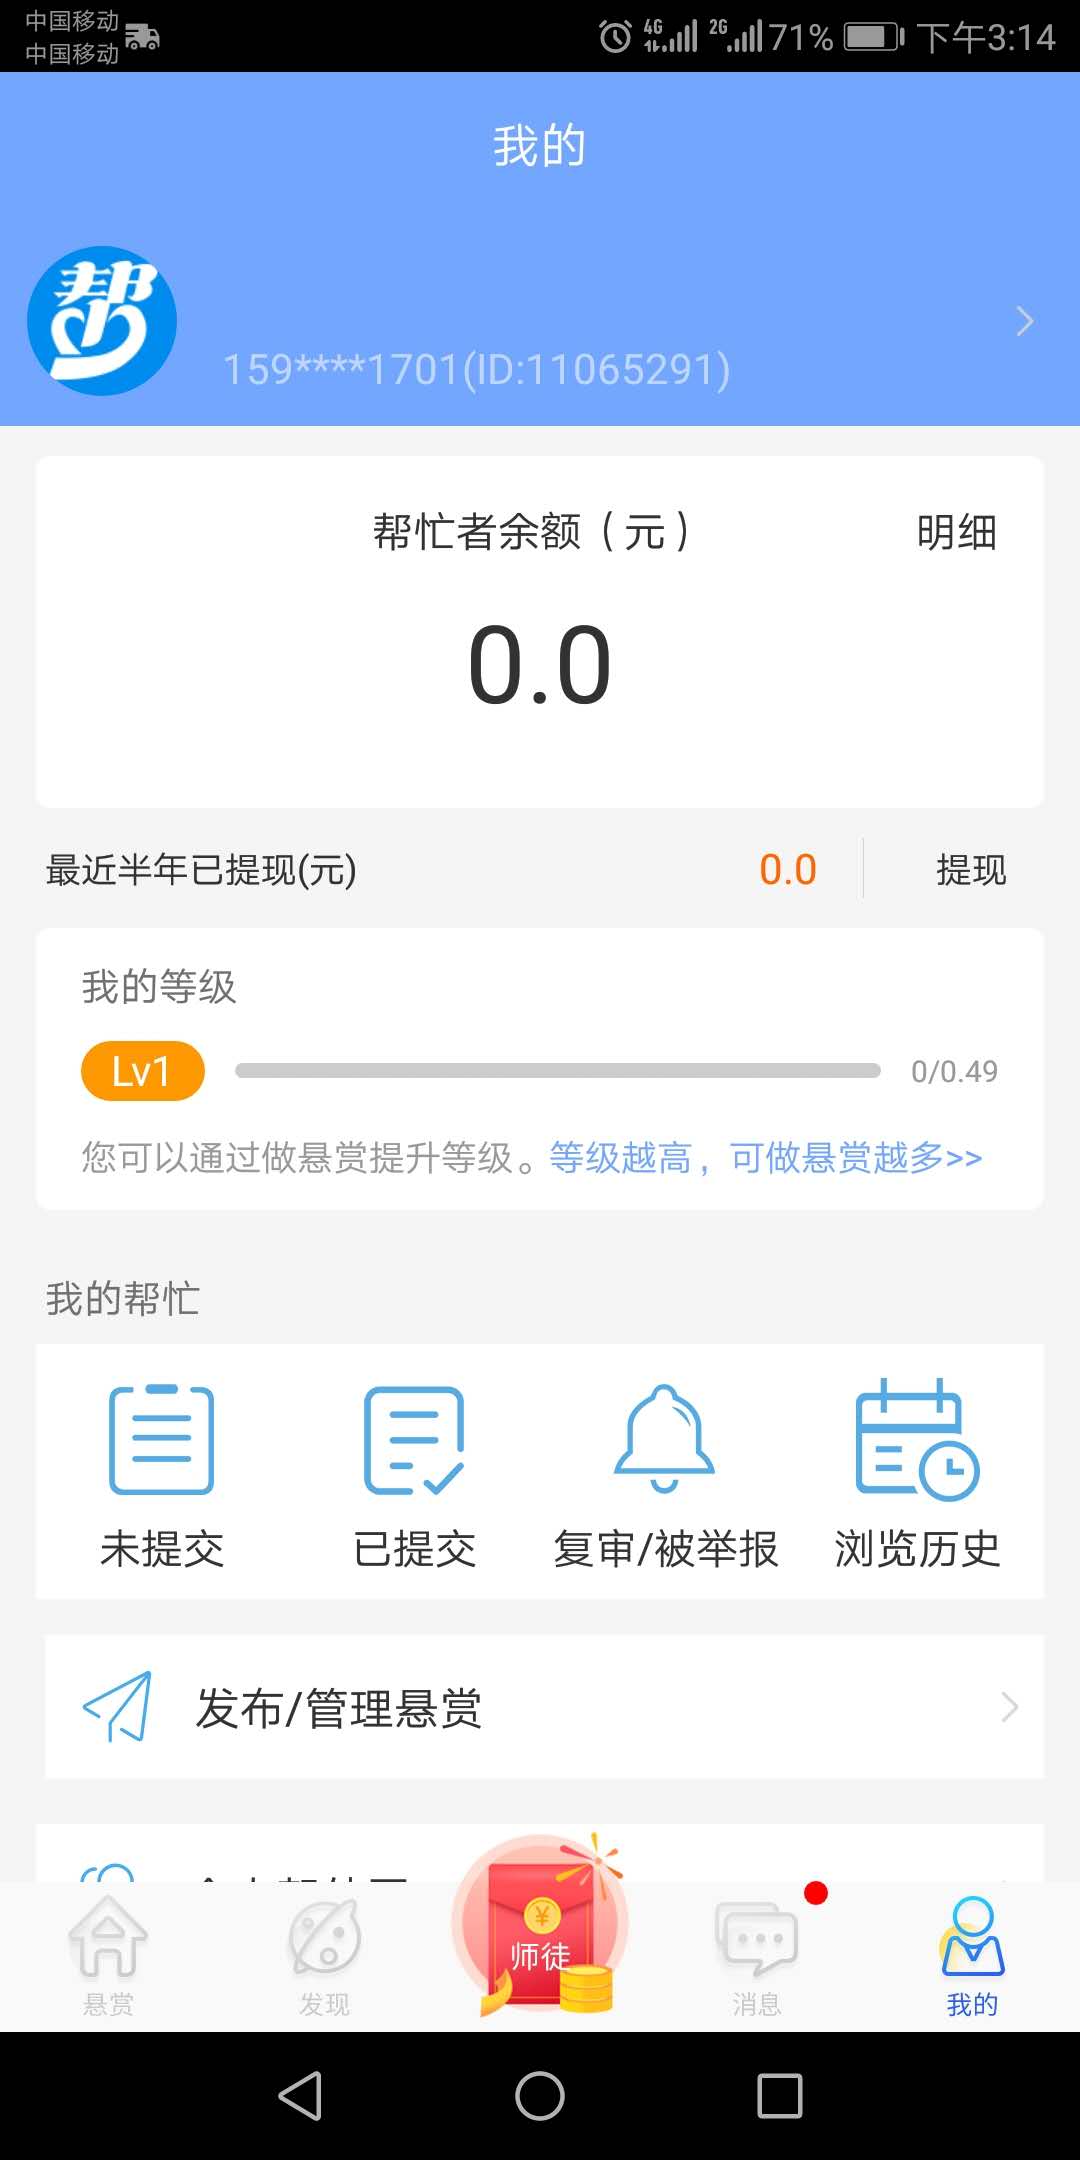 中国移动
中国移动
4G 2G 71% 下午3:14
我的
帮
159****1701(ID:11065291)
帮忙者余额（元） 明细
0.0
最近半年已提现(元) 0.0 提现
我的等级
Lv1 0/0.49
您可以通过做悬赏提升等级。等级越高，可做悬赏越多>>
我的帮忙
未提交 已提交 复审/被举报 浏览历史
发布/管理悬赏
¥
师徒
悬赏 发现 消息 我的